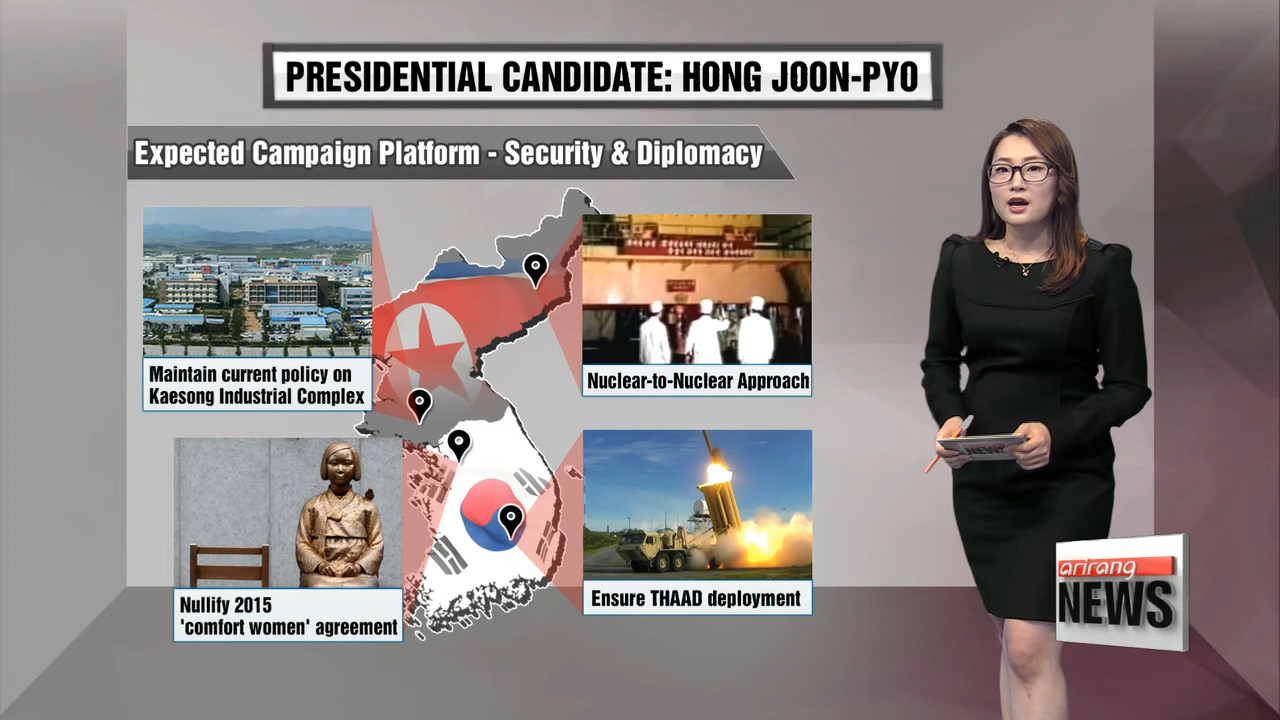 PRESIDENTIAL CANDIDATE: HONG JOON-PYO
Expected Campaign Platform - Security & Diplomacy
Maintain current policy on
Kaesong Industrial Complex
Nuclear-to-Nuclear Approach
Nullify 2015
'comfort women' agreement
Ensure THAAD deployment
NEWS
arirang
NEWS